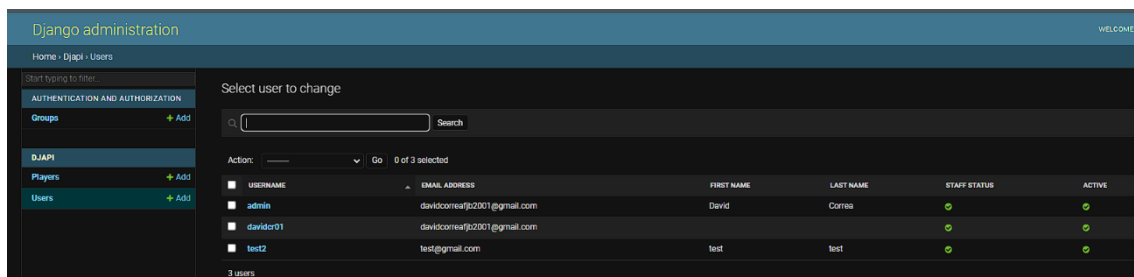 Django administration
WELCOME
Home › Djapi › Users
Start typing to filter...
AUTHENTICATION AND AUTHORIZATION
Groups + Add
DJAPI
Players + Add
Users + Add
Select user to change
Search
Action: --------- Go 0 of 3 selected
USERNAME EMAIL ADDRESS FIRST NAME LAST NAME STAFF STATUS ACTIVE
admin davidcorreafjb2001@gmail.com David Correa
davidcr01 davidcorreafjb2001@gmail.com
test2 test@gmail.com test test
3 users